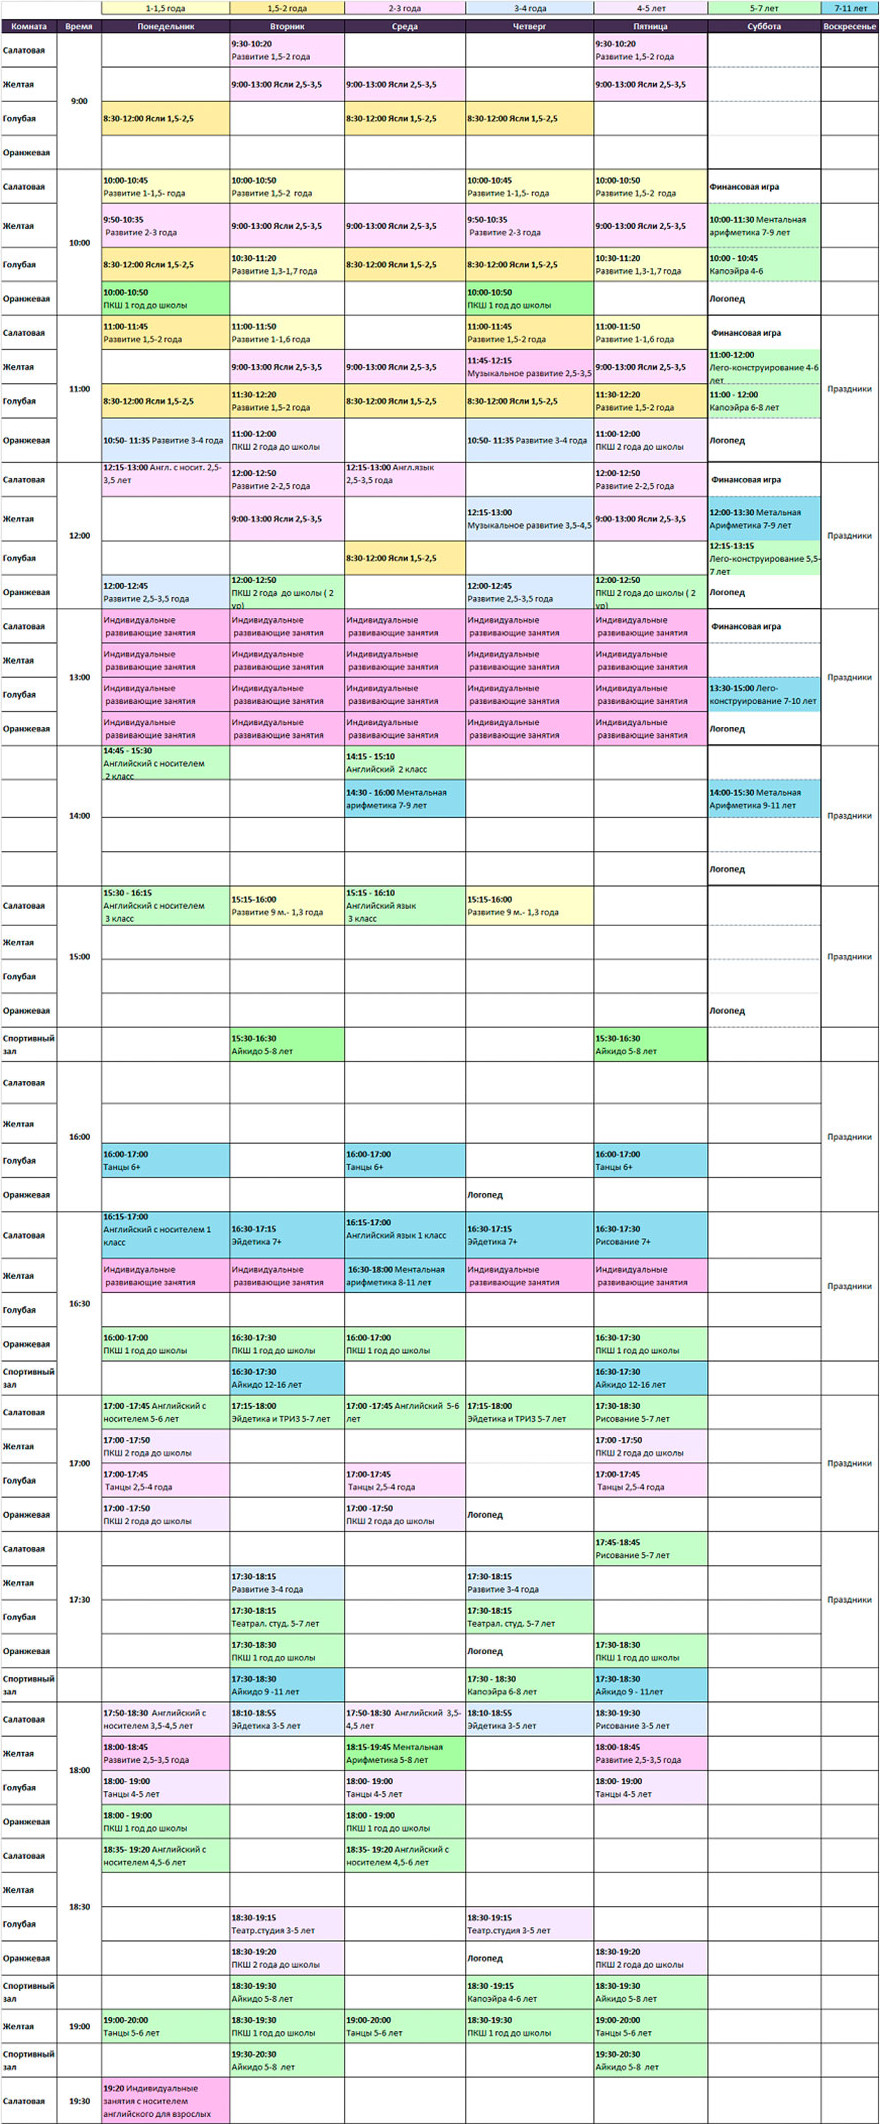 1-1,5 года 1,5-2 года 2-3 года 3-4 года 4-5 лет 5-7 лет 7-11 лет
Комната Время Понедельник Вторник Среда Четверг Пятница Суббота Воскресенье
9:00
Салатовая
9:30-10:20
Развитие 1,5-2 года
9:30-10:20
Развитие 1,5-2 года
Желтая 9:00-13:00 Ясли 2,5-3,5 9:00-13:00 Ясли 2,5-3,5 9:00-13:00 Ясли 2,5-3,5
Голубая 8:30-12:00 Ясли 1,5-2,5 8:30-12:00 Ясли 1,5-2,5 8:30-12:00 Ясли 1,5-2,5
Оранжевая
10:00
Салатовая
10:00-10:45
Развитие 1-1,5- года
10:00-10:50
Развитие 1,5-2 года
10:00-10:45
Развитие 1-1,5- года
10:00-10:50
Развитие 1,5-2 года
Финансовая игра
Желтая
9:50-10:35
Развитие 2-3 года
9:00-13:00 Ясли 2,5-3,5
9:00-13:00 Ясли 2,5-3,5
9:50-10:35
Развитие 2-3 года
9:00-13:00 Ясли 2,5-3,5
10:00-11:30 Ментальная
арифметика 7-9 лет
Голубая
8:30-12:00 Ясли 1,5-2,5
10:30-11:20
Развитие 1,3-1,7 года
8:30-12:00 Ясли 1,5-2,5
8:30-12:00 Ясли 1,5-2,5
10:30-11:20
Развитие 1,3-1,7 года
10:00 - 10:45
Капоэйра 4-6
Оранжевая
10:00-10:50
ПКШ 1 год до школы
10:00-10:50
ПКШ 1 год до школы
Логопед
11:00
Салатовая
11:00-11:45
Развитие 1,5-2 года
11:00-11:50
Развитие 1-1,6 года
11:00-11:45
Развитие 1,5-2 года
11:00-11:50
Развитие 1-1,6 года
Финансовая игра
Праздники
Желтая
9:00-13:00 Ясли 2,5-3,5
9:00-13:00 Ясли 2,5-3,5
11:45-12:15
Музыкальное развитие 2,5-3,5
9:00-13:00 Ясли 2,5-3,5
11:00-12:00
Лего-конструирование 4-6
лет
Голубая
8:30-12:00 Ясли 1,5-2,5
11:30-12:20
Развитие 1,5-2 года
8:30-12:00 Ясли 1,5-2,5
8:30-12:00 Ясли 1,5-2,5
11:30-12:20
Развитие 1,5-2 года
11:00 - 12:00
Капоэйра 6-8 лет
Оранжевая
10:50- 11:35 Развитие 3-4 года
11:00-12:00
ПКШ 2 года до школы
10:50- 11:35 Развитие 3-4 года
11:00-12:00
ПКШ 2 года до школы
Логопед
12:00
Салатовая
12:15-13:00 Англ. с носит. 2,5-
3,5 лет
12:00-12:50
Развитие 2-2,5 года
12:15-13:00 Англ.язык
2,5-3,5 года
12:00-12:50
Развитие 2-2,5 года
Финансовая игра
Праздники
Желтая
9:00-13:00 Ясли 2,5-3,5
12:15-13:00
Музыкальное развитие 3,5-4,5
9:00-13:00 Ясли 2,5-3,5
12:00-13:30 Метальная
Арифметика 7-9 лет
Голубая
8:30-12:00 Ясли 1,5-2,5
12:15-13:15
Лего-конструирование 5,5-
7 лет
Оранжевая
12:00-12:45
Развитие 2,5-3,5 года
12:00-12:50
ПКШ 2 года до школы ( 2
ур)
12:00-12:45
Развитие 2,5-3,5 года
12:00-12:50
ПКШ 2 года до школы ( 2
ур)
Логопед
13:00
Салатовая
Индивидуальные Индивидуальные Индивидуальные Индивидуальные Индивидуальные
развивающие занятия развивающие занятия развивающие занятия развивающие занятия развивающие занятия
Финансовая игра
Праздники
Желтая
Индивидуальные Индивидуальные Индивидуальные Индивидуальные Индивидуальные
развивающие занятия развивающие занятия развивающие занятия развивающие занятия развивающие занятия
Голубая
Индивидуальные Индивидуальные Индивидуальные Индивидуальные Индивидуальные
развивающие занятия развивающие занятия развивающие занятия развивающие занятия развивающие занятия
13:30-15:00 Лего-
конструирование 7-10 лет
Оранжевая
Индивидуальные Индивидуальные Индивидуальные Индивидуальные Индивидуальные
развивающие занятия развивающие занятия развивающие занятия развивающие занятия развивающие занятия
Логопед
14:00
14:45 - 15:30
Английский с носителем
2 класс
14:15 - 15:10
Английский 2 класс
14:30 - 16:00 Ментальная
арифметика 7-9 лет
14:00-15:30 Метальная
Арифметика 9-11 лет
Праздники
Логопед
15:00
Салатовая
15:30 - 16:15
Английский с носителем
3 класс
15:15-16:00
Развитие 9 м.- 1,3 года
15:15 - 16:10
Английский язык
3 класс
15:15-16:00
Развитие 9 м.- 1,3 года
Желтая
Праздники
Голубая
Оранжевая
Логопед
Спортивный
зал
15:30-16:30
Айкидо 5-8 лет
15:30-16:30
Айкидо 5-8 лет
16:00
Салатовая
Желтая
Праздники
Голубая
16:00-17:00
Танцы 6+
16:00-17:00
Танцы 6+
16:00-17:00
Танцы 6+
Оранжевая
Логопед
16:30
Салатовая
16:15-17:00
Английский с носителем 1
класс
16:30-17:15
Эйдетика 7+
16:15-17:00
Английский язык 1 класс
16:30-17:15
Эйдетика 7+
16:30-17:30
Рисование 7+
Праздники
Желтая
Индивидуальные
развивающие занятия
Индивидуальные
развивающие занятия
16:30-18:00 Ментальная
арифметика 8-11 лет
Индивидуальные
развивающие занятия
Индивидуальные
развивающие занятия
Голубая
Оранжевая
16:00-17:00
ПКШ 1 год до школы
16:30-17:30
ПКШ 1 год до школы
16:00-17:00
ПКШ 1 год до школы
16:30-17:30
ПКШ 1 год до школы
Спортивный
зал
16:30-17:30
Айкидо 12-16 лет
16:30-17:30
Айкидо 12-16 лет
17:00
Салатовая
17:00 -17:45 Английский с
носителем 5-6 лет
17:15-18:00
Эйдетика и ТРИЗ 5-7 лет
17:00 -17:45 Английский 5-6
лет
17:15-18:00
Эйдетика и ТРИЗ 5-7 лет
17:30-18:30
Рисование 5-7 лет
Желтая
17:00 -17:50
ПКШ 2 года до школы
17:00 -17:50
ПКШ 2 года до школы
Праздники
Голубая
17:00-17:45
Танцы 2,5-4 года
17:00-17:45
Танцы 2,5-4 года
17:00-17:45
Танцы 2,5-4 года
Оранжевая
17:00 -17:50
ПКШ 2 года до школы
17:00 -17:50
ПКШ 2 года до школы
Логопед
17:30
Салатовая
17:45-18:45
Рисование 5-7 лет
Желтая
17:30-18:15
Развитие 3-4 года
17:30-18:15
Развитие 3-4 года
Праздники
Голубая
17:30-18:15
Театрал. студ. 5-7 лет
17:30-18:15
Театрал. студ. 5-7 лет
Оранжевая
17:30-18:30
ПКШ 1 год до школы
Логопед
17:30-18:30
ПКШ 1 год до школы
Спортивный
зал
17:30-18:30
Айкидо 9 -11 лет
17:30 - 18:30
Капоэйра 6-8 лет
17:30-18:30
Айкидо 9 - 11лет
18:00
Салатовая
17:50-18:30 Английский с
носителем 3,5-4,5 лет
18:10-18:55
Эйдетика 3-5 лет
17:50-18:30 Английский 3,5-
4,5 лет
18:10-18:55
Эйдетика 3-5 лет
18:30-19:30
Рисование 3-5 лет
Желтая
18:00-18:45
Развитие 2,5-3,5 года
18:15-19:45 Ментальная
Арифметика 5-8 лет
18:00-18:45
Развитие 2,5-3,5 года
Голубая
18:00- 19:00
Танцы 4-5 лет
18:00- 19:00
Танцы 4-5 лет
18:00- 19:00
Танцы 4-5 лет
Оранжевая
18:00 - 19:00
ПКШ 1 год до школы
18:00 - 19:00
ПКШ 1 год до школы
18:30
Салатовая
18:35- 19:20 Английский с
носителем 4,5-6 лет
18:35- 19:20 Английский с
носителем 4,5-6 лет
Желтая
Голубая
18:30-19:15
Театр.студия 3-5 лет
18:30-19:15
Театр.студия 3-5 лет
Оранжевая
18:30-19:20
ПКШ 2 года до школы
Логопед
18:30-19:20
ПКШ 2 года до школы
Спортивный
зал
18:30-19:30
Айкидо 5-8 лет
18:30 -19:15
Капоэйра 4-6 лет
18:30-19:30
Айкидо 5-8 лет
Желтая 19:00
19:00-20:00
Танцы 5-6 лет
18:30-19:30
ПКШ 1 год до школы
19:00-20:00
Танцы 5-6 лет
18:30-19:30
ПКШ 1 год до школы
19:00-20:00
Танцы 5-6 лет
Спортивный
зал
19:30-20:30
Айкидо 5-8 лет
19:30-20:30
Айкидо 5-8 лет
Салатовая 19:30
19:20 Индивидуальные
занятия с носителем
английского для взрослых